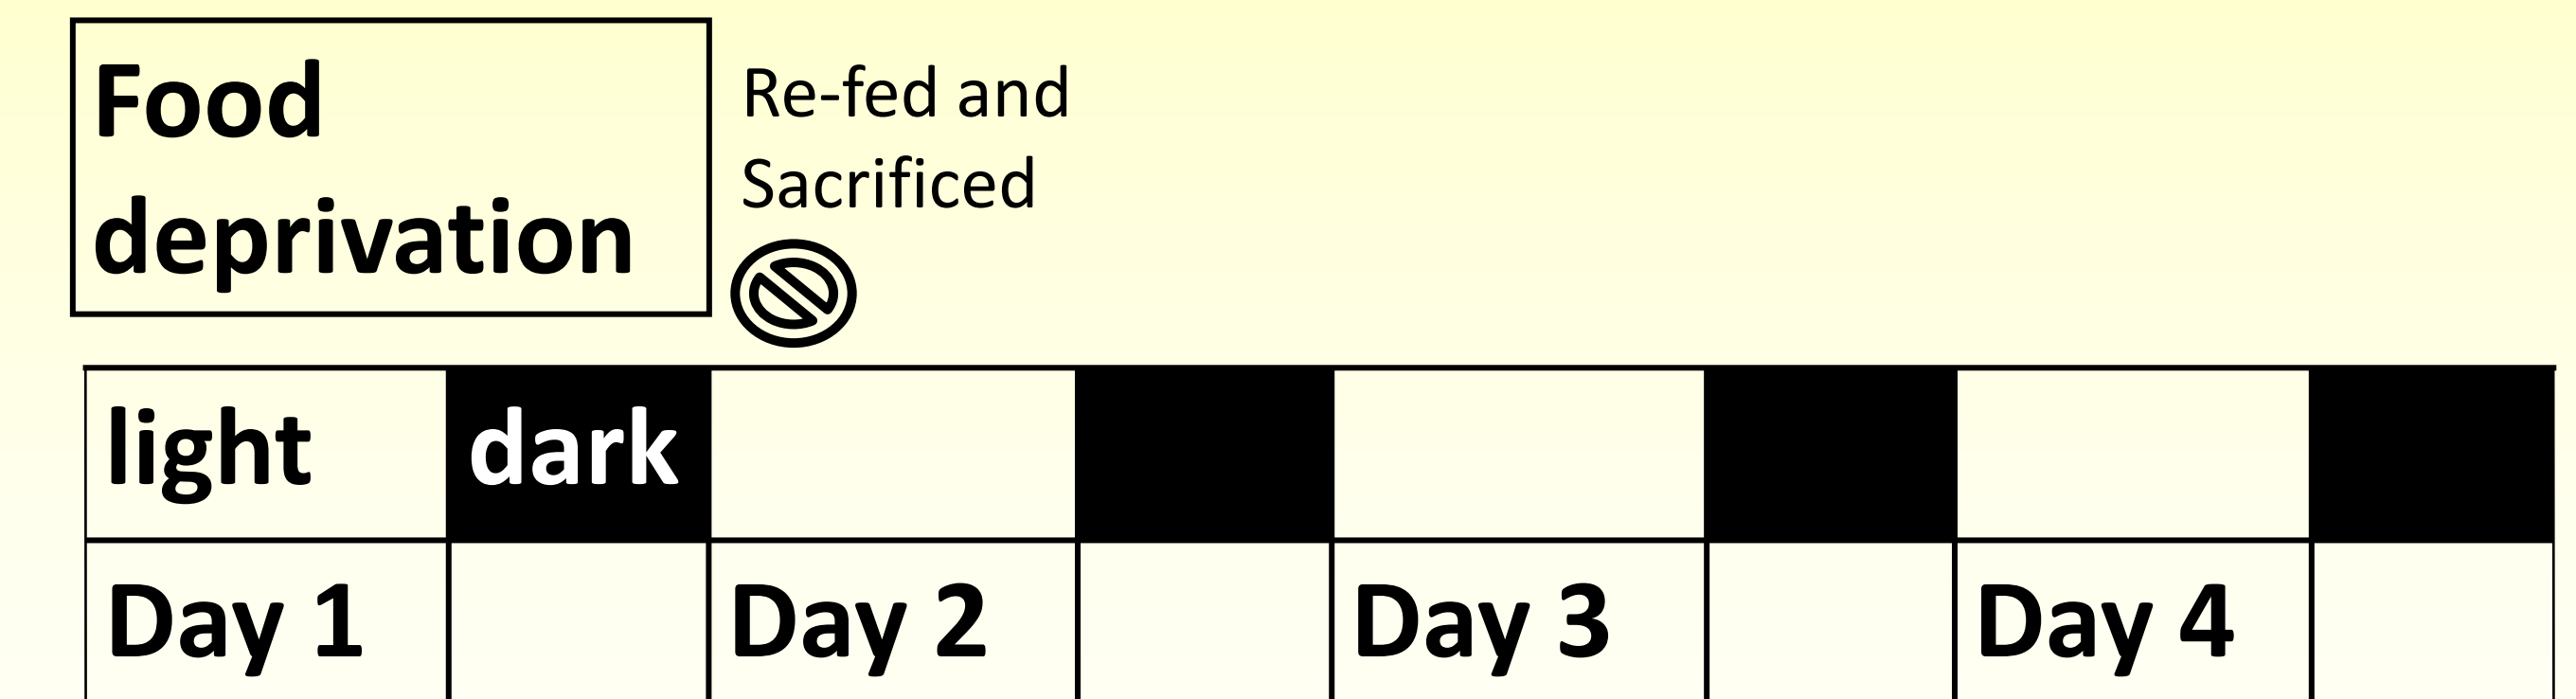 Food
deprivation
Re-fed and
Sacrificed
light dark
Day 1 Day 2 Day 3 Day 4